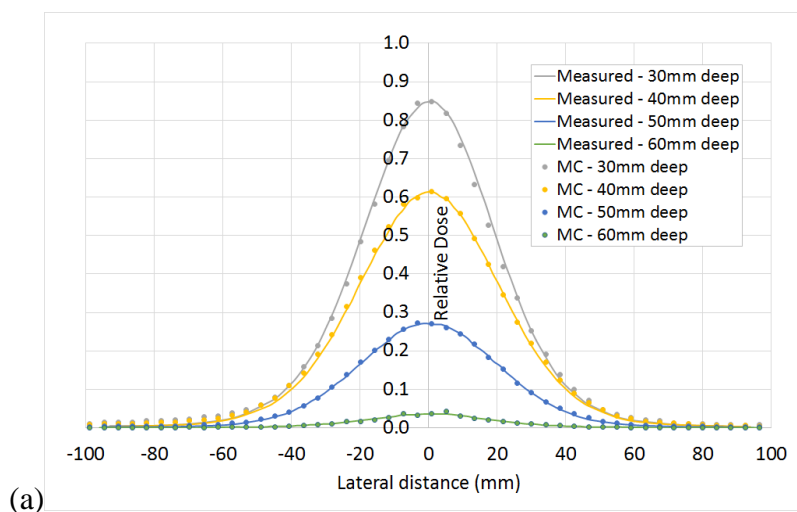 1.0
0.9
0.8
0.7
0.6
0.5
0.4
0.3
0.2
0.1
0.0
Relative Dose
Measured - 30mm deep
Measured - 40mm deep
Measured - 50mm deep
Measured - 60mm deep
MC - 30mm deep
MC - 40mm deep
MC - 50mm deep
MC - 60mm deep
-100 -80 -60 -40 -20 0 20 40 60 80 100
Lateral distance (mm)
(a)